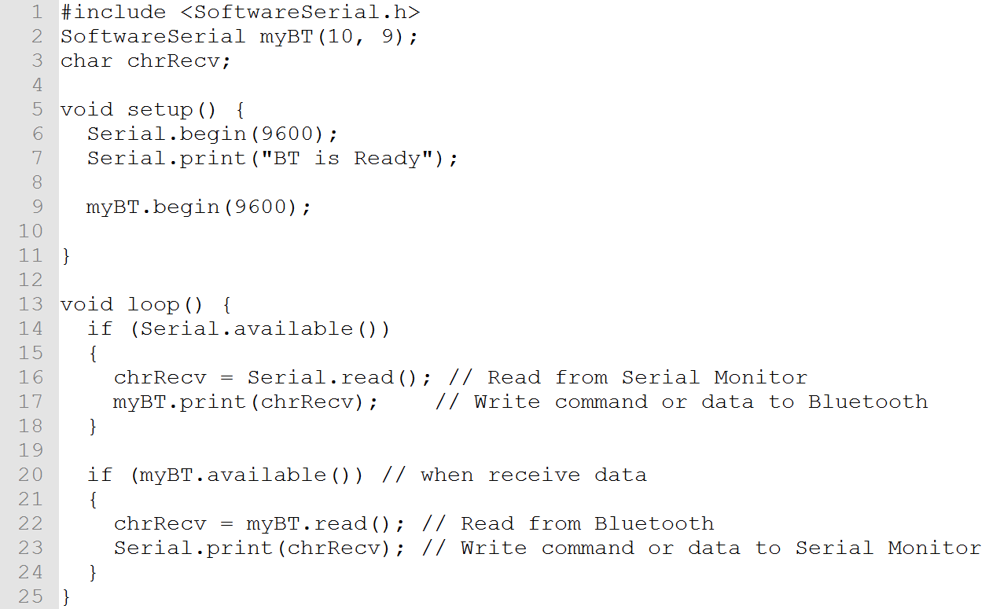 1 #include <SoftwareSerial.h>
2 SoftwareSerial myBT(10, 9);
3 char chrRecv;
4
5 void setup() {
6   Serial.begin(9600);
7   Serial.print("BT is Ready");
8
9   myBT.begin(9600);
10
11 }
12
13 void loop() {
14   if (Serial.available())
15   {
16     chrRecv = Serial.read(); // Read from Serial Monitor
17     myBT.print(chrRecv);    // Write command or data to Bluetooth
18   }
19
20   if (myBT.available()) // when receive data
21   {
22     chrRecv = myBT.read(); // Read from Bluetooth
23     Serial.print(chrRecv); // Write command or data to Serial Monitor
24   }
25 }